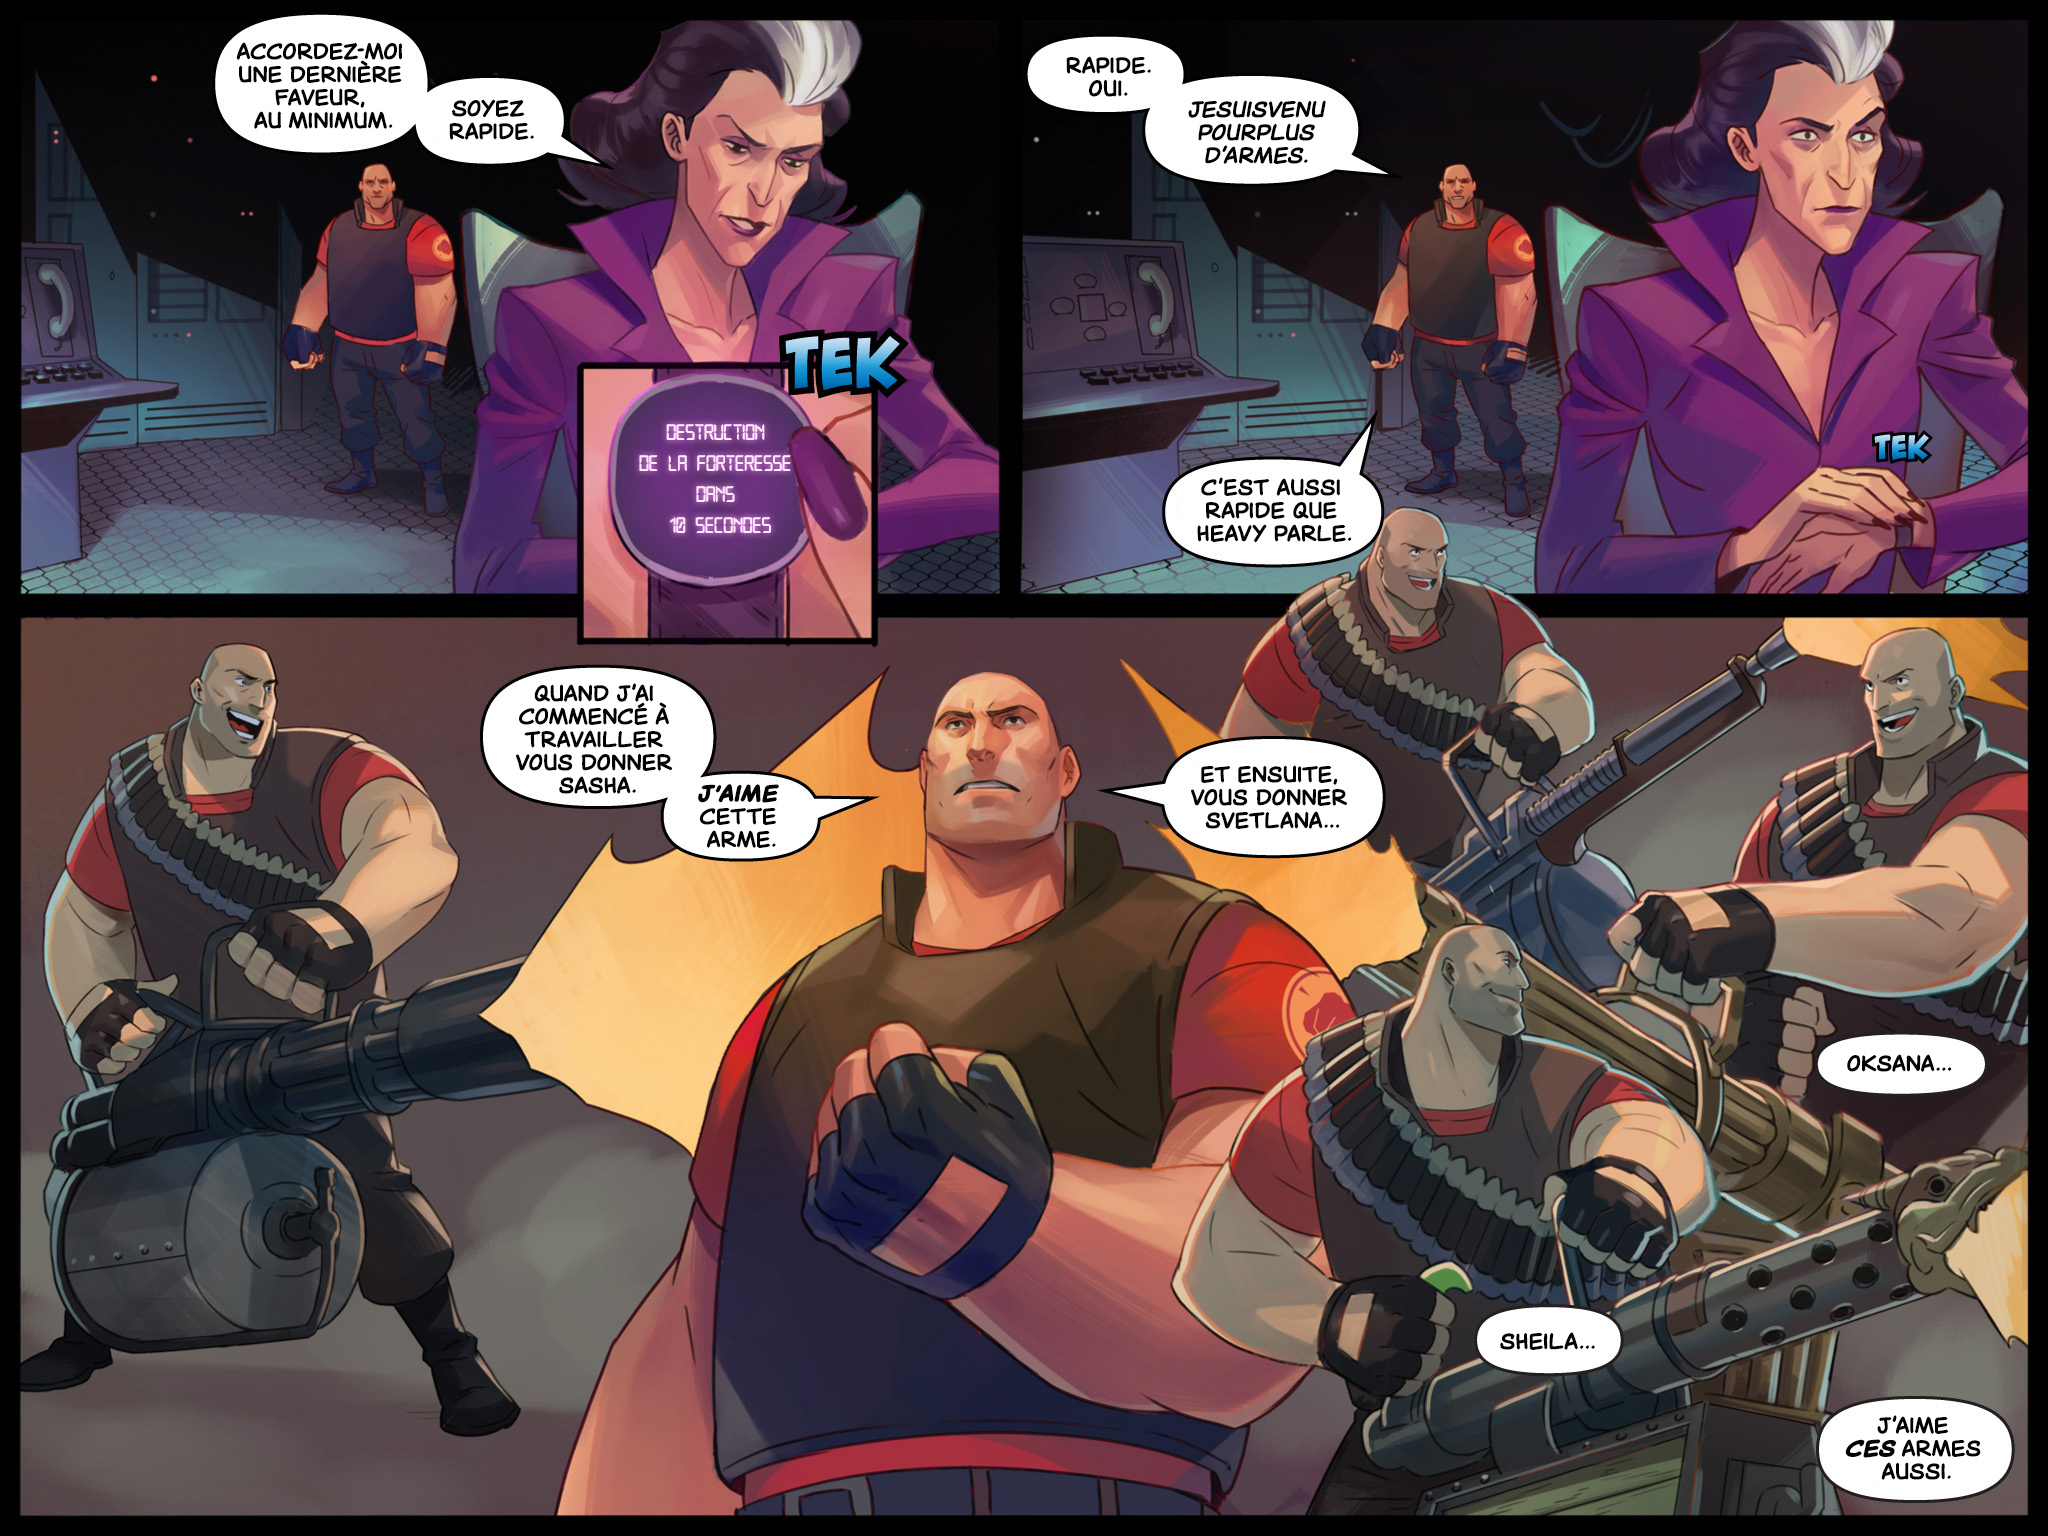 ACCORDEZ-MOI
UNE DERNIÈRE
FAVEUR,
AU MINIMUM.
SOYEZ
RAPIDE.
TEK
DESTRUCTION
DE LA FORTERESSE
DANS
10 SECONDES
RAPIDE.
OUI.
JESUISVENU
POURPLUS
D'ARMES.
C'EST AUSSI
RAPIDE QUE
HEAVY PARLE.
TEK
QUAND J'AI
COMMENCÉ À
TRAVAILLER
VOUS DONNER
SASHA.
J'AIME
CETTE
ARME.
ET ENSUITE,
VOUS DONNER
SVETLANA...
OKSANA...
SHEILA...
J'AIME
CES ARMES
AUSSI.